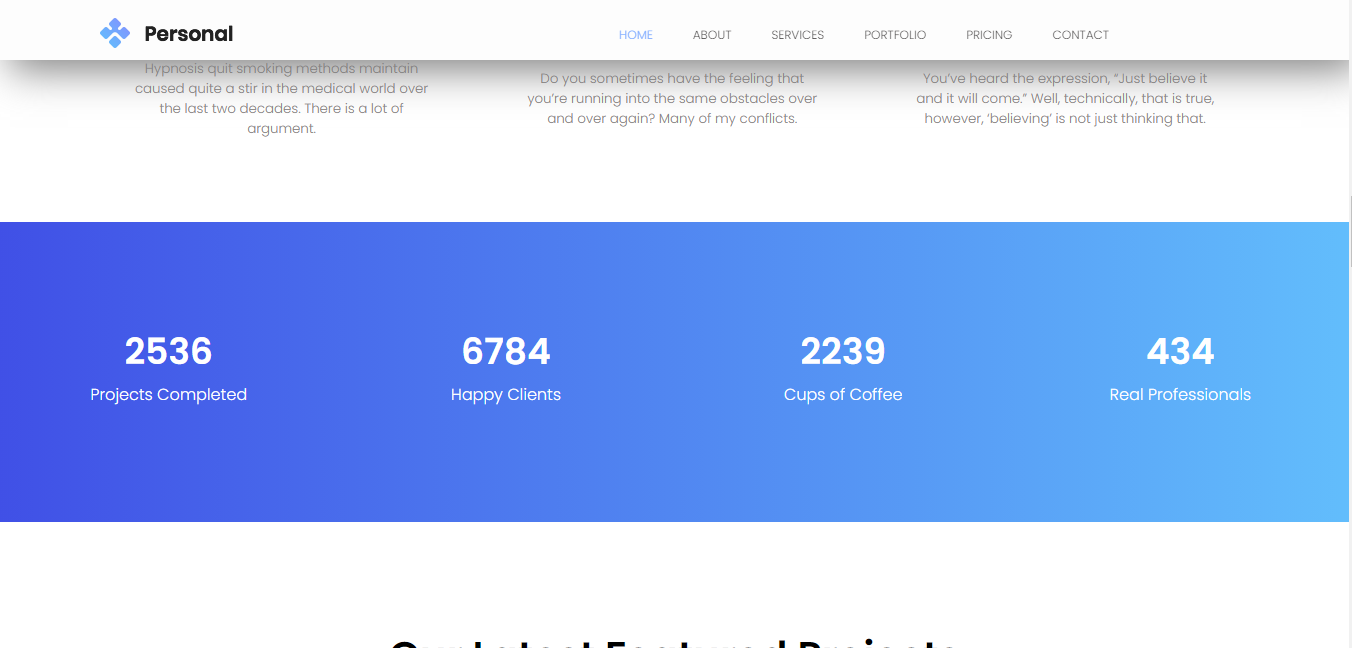 Personal
HOME ABOUT SERVICES PORTFOLIO PRICING CONTACT
Hypnosis quit smoking methods maintain
caused quite a stir in the medical world over
the last two decades. There is a lot of
argument.
Do you sometimes have the feeling that
you’re running into the same obstacles over
and over again? Many of my conflicts.
You’ve heard the expression, “Just believe it
and it will come.” Well, technically, that is true,
however, ‘believing’ is not just thinking that.
2536
Projects Completed
6784
Happy Clients
2239
Cups of Coffee
434
Real Professionals
Our Latest Featured Projects